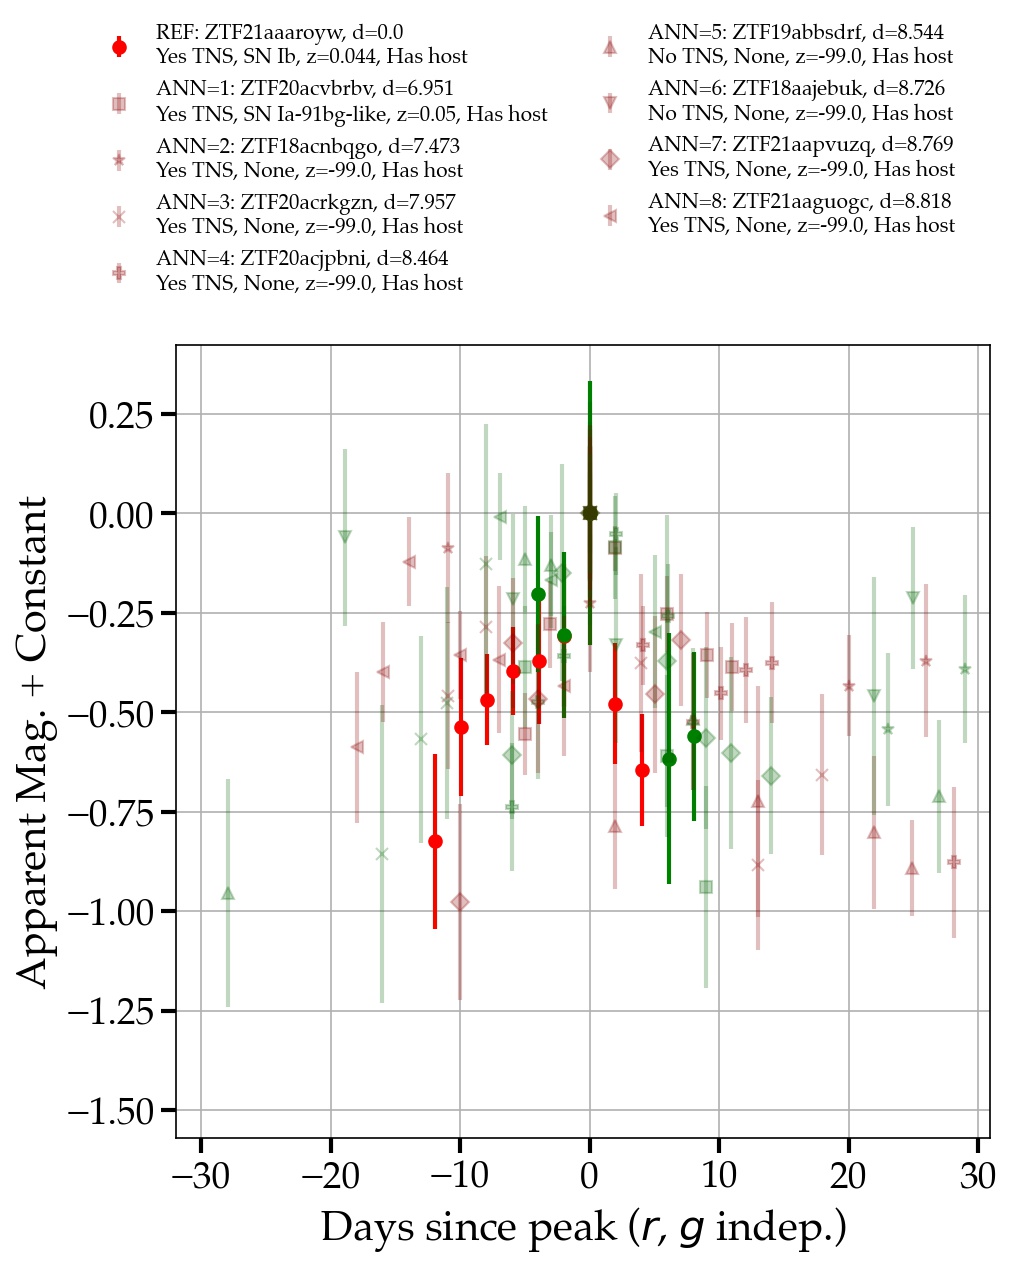 REF: ZTF21aaaroyw, d=0.0
Yes TNS, SN Ib, z=0.044, Has host
ANN=1: ZTF20acvbrbv, d=6.951
Yes TNS, SN Ia-91bg-like, z=0.05, Has host
ANN=2: ZTF18acnbqgo, d=7.473
Yes TNS, None, z=-99.0, Has host
ANN=3: ZTF20acrkgzn, d=7.957
Yes TNS, None, z=-99.0, Has host
ANN=4: ZTF20acjpbni, d=8.464
Yes TNS, None, z=-99.0, Has host
ANN=5: ZTF19abbsdrf, d=8.544
No TNS, None, z=-99.0, Has host
ANN=6: ZTF18aajebuk, d=8.726
No TNS, None, z=-99.0, Has host
ANN=7: ZTF21aapvuzq, d=8.769
Yes TNS, None, z=-99.0, Has host
ANN=8: ZTF21aaguogc, d=8.818
Yes TNS, None, z=-99.0, Has host
Apparent Mag. + Constant
0.25
0.00
−0.25
−0.50
−0.75
−1.00
−1.25
−1.50
−30 −20 −10 0 10 20 30
Days since peak (r, g indep.)